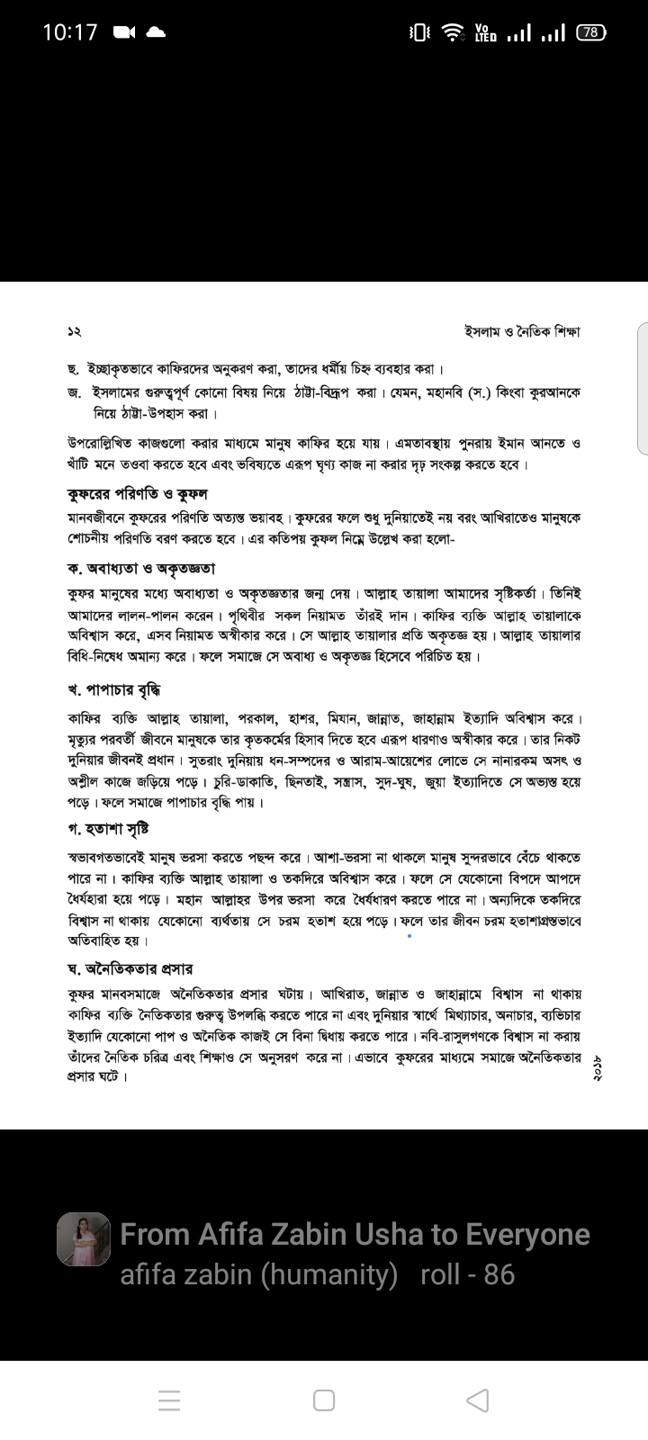 10:17
Vo
LTED
78
১২ ইসলাম ও নৈতিক শিক্ষা
ছ. ইচ্ছাকৃতভাবে কাফিরদের অনুকরণ করা, তাদের ধর্মীয় চিহ্ন ব্যবহার করা।
জ. ইসলামের গুরুত্বপূর্ণ কোনো বিষয় নিয়ে ঠাট্টা-বিদ্রূপ করা। যেমন, মহানবি (স.) কিংবা কুরআনকে
নিয়ে ঠাট্টা-উপহাস করা।
উপরোল্লিখিত কাজগুলো করার মাধ্যমে মানুষ কাফির হয়ে যায়। এমতাবস্থায় পুনরায় ইমান আনতে ও
খাঁটি মনে তওবা করতে হবে এবং ভবিষ্যতে এরূপ ঘৃণ্য কাজ না করার দৃঢ় সংকল্প করতে হবে।
কুফরের পরিণতি ও কুফল
মানবজীবনে কুফরের পরিণতি অত্যন্ত ভয়াবহ। কুফরের ফলে শুধু দুনিয়াতেই নয় বরং আখিরাতেও মানুষকে
শোচনীয় পরিণতি বরণ করতে হবে। এর কতিপয় কুফল নিম্নে উল্লেখ করা হলো-
ক. অবাধ্যতা ও অকৃতজ্ঞতা
কুফর মানুষের মধ্যে অবাধ্যতা ও অকৃতজ্ঞতার জন্ম দেয়। আল্লাহ তায়ালা আমাদের সৃষ্টিকর্তা। তিনিই
আমাদের লালন-পালন করেন। পৃথিবীর সকল নিয়ামত তাঁরই দান। কাফির ব্যক্তি আল্লাহ তায়ালাকে
অবিশ্বাস করে, এসব নিয়ামত অস্বীকার করে। সে আল্লাহ তায়ালার প্রতি অকৃতজ্ঞ হয়। আল্লাহ তায়ালার
বিধি-নিষেধ অমান্য করে। ফলে সমাজে সে অবাধ্য ও অকৃতজ্ঞ হিসেবে পরিচিত হয়।
খ. পাপাচার বৃদ্ধি
কাফির ব্যক্তি আল্লাহ তায়ালা, পরকাল, হাশর, মিযান, জান্নাত, জাহান্নাম ইত্যাদি অবিশ্বাস করে।
মৃত্যুর পরবর্তী জীবনে মানুষকে তার কৃতকর্মের হিসাব দিতে হবে এরূপ ধারণাও অস্বীকার করে। তার নিকট
দুনিয়ার জীবনই প্রধান। সুতরাং দুনিয়ায় ধন-সম্পদের ও আরাম-আয়েশের লোভে সে নানারকম অসৎ ও
অশ্লীল কাজে জড়িয়ে পড়ে। চুরি-ডাকাতি, ছিনতাই, সন্ত্রাস, সুদ-ঘুষ, জুয়া ইত্যাদিতে সে অভ্যস্ত হয়ে
পড়ে। ফলে সমাজে পাপাচার বৃদ্ধি পায়।
গ. হতাশা সৃষ্টি
স্বভাবগতভাবেই মানুষ ভরসা করতে পছন্দ করে। আশা-ভরসা না থাকলে মানুষ সুন্দরভাবে বেঁচে থাকতে
পারে না। কাফির ব্যক্তি আল্লাহ তায়ালা ও তকদিরে অবিশ্বাস করে। ফলে সে যেকোনো বিপদে আপদে
ধৈর্যহারা হয়ে পড়ে। মহান আল্লাহর উপর ভরসা করে ধৈর্যধারণ করতে পারে না। অন্যদিকে তকদিরে
বিশ্বাস না থাকায় যেকোনো ব্যর্থতায় সে চরম হতাশ হয়ে পড়ে। ফলে তার জীবন চরম হতাশাগ্রস্তভাবে
অতিবাহিত হয়।
ঘ. অনৈতিকতার প্রসার
কুফর মানবসমাজে অনৈতিকতার প্রসার ঘটায়। আখিরাত, জান্নাত ও জাহান্নামে বিশ্বাস না থাকায়
কাফির ব্যক্তি নৈতিকতার গুরুত্ব উপলব্ধি করতে পারে না এবং দুনিয়ার স্বার্থে মিথ্যাচার, অনাচার, ব্যভিচার
ইত্যাদি যেকোনো পাপ ও অনৈতিক কাজই সে বিনা দ্বিধায় করতে পারে। নবি-রাসুলগণকে বিশ্বাস না করায়
তাঁদের নৈতিক চরিত্র এবং শিক্ষাও সে অনুসরণ করে না। এভাবে কুফরের মাধ্যমে সমাজে অনৈতিকতার
প্রসার ঘটে।
২০১৮
From Afifa Zabin Usha to Everyone
afifa zabin (humanity) roll - 86